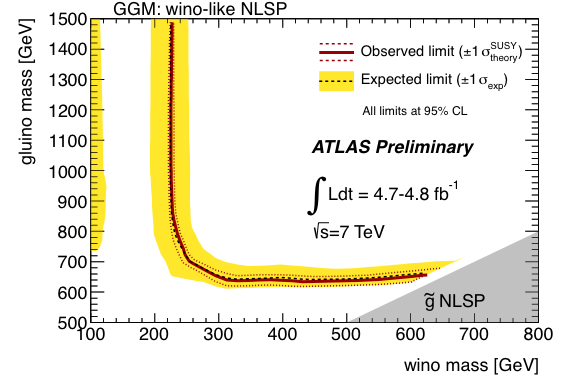 GGM: wino-like NLSP
gluino mass [GeV]
1500
1400
1300
1200
1100
1000
900
800
700
600
500
Observed limit (±1 σ^SUSY_theory)
Expected limit (±1 σ_exp)
All limits at 95% CL
ATLAS Preliminary
∫ Ldt = 4.7-4.8 fb⁻¹
√s=7 TeV
g̃ NLSP
100 200 300 400 500 600 700 800
wino mass [GeV]